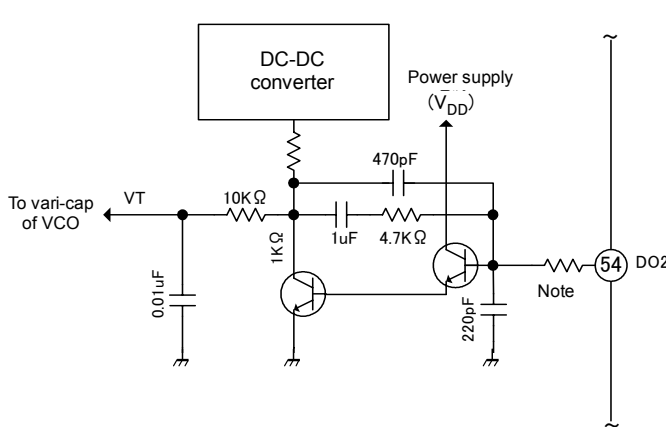 DC-DC
converter
Power supply
(V_DD)
470pF
To vari-cap
of VCO
VT
10KΩ
1uF
4.7KΩ
1KΩ
54
DO2
Note
0.01uF
220pF